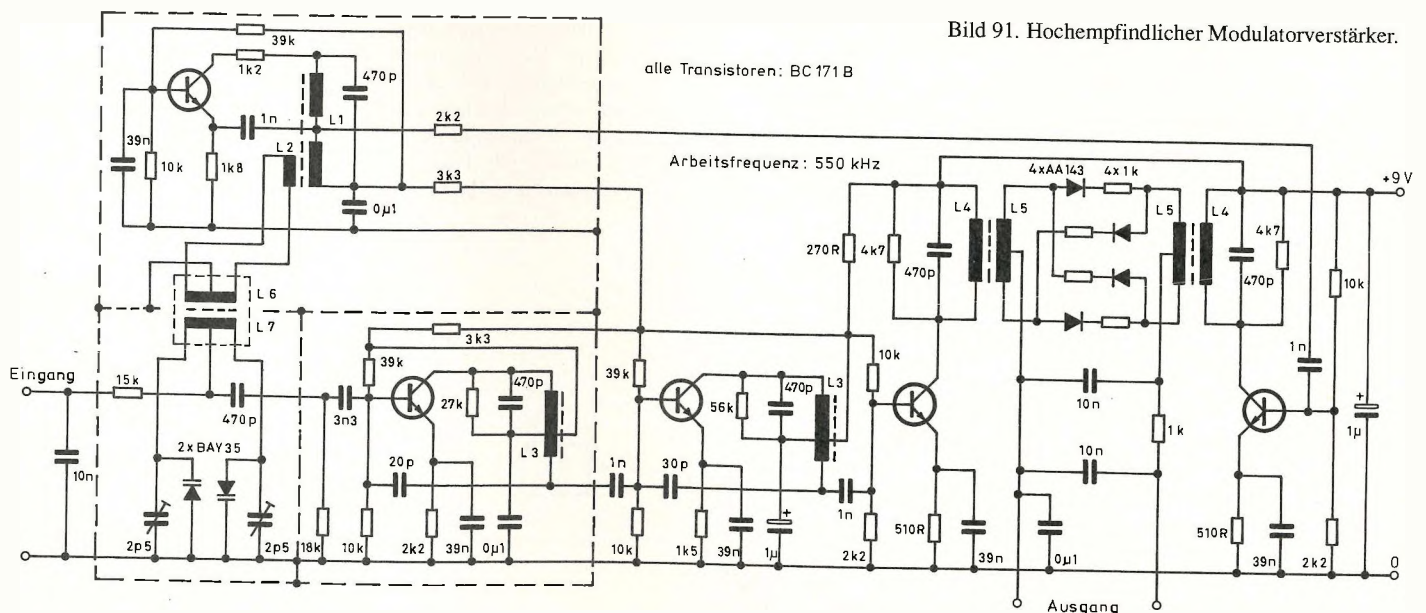 Bild 91. Hochempfindlicher Modulatorverstärker.
alle Transistoren: BC 171 B
Arbeitsfrequenz: 550 kHz
39k
1k2
470p
L1
1n
39n
10k
1k8
L2
2k2
3k3
0µ1
L6
L7
Eingang
15k
470p
10n
2xBAY35
2p5
2p5
18k
3n3
3k3
39k
27k
470p
L3
20p
10k
2k2
39n
0µ1
1n
39k
56k
470p
L3
30p
10k
1k5
39n
1µ
+
1n
270R
4k7
470p
L4
L5
10k
2k2
510R
39n
4xAA143
4x1k
L5
L4
470p
4k7
10n
10n
1k
0µ1
Ausgang
510R
39n
1n
10k
2k2
+
1µ
+9V
0